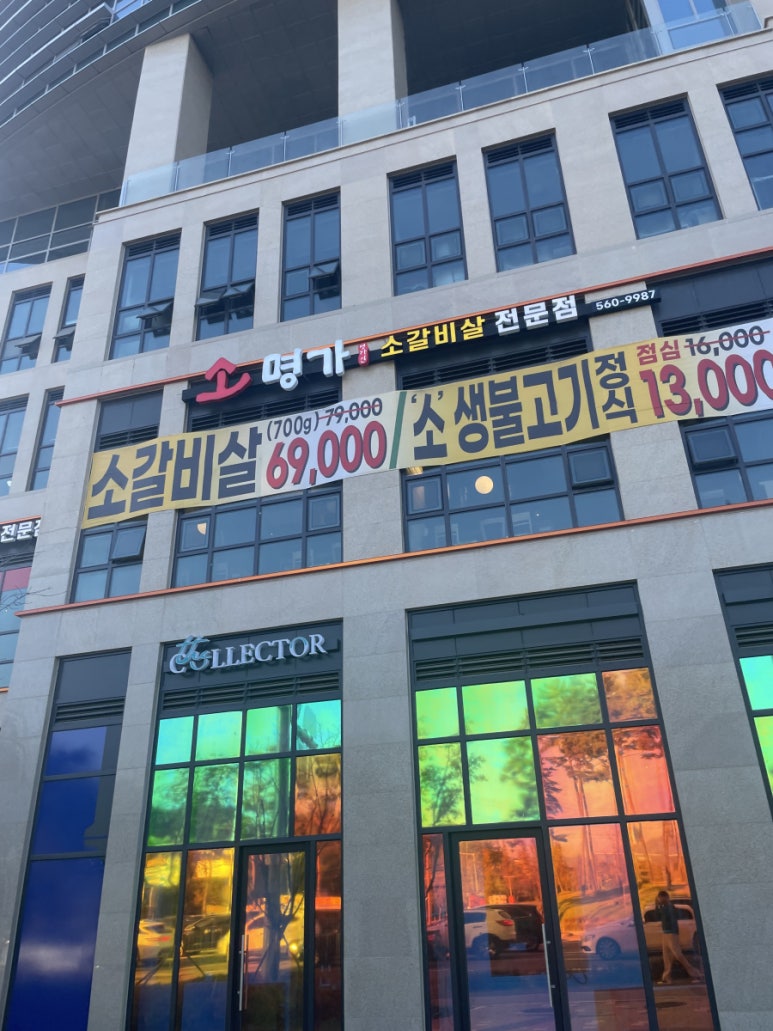 소명가 소갈비살 전문점 560-9987
소갈비살 (700g) 79,000 69,000 / '소' 생불고기 정식 점심 16,000 13,000
전문점
COLLECTOR